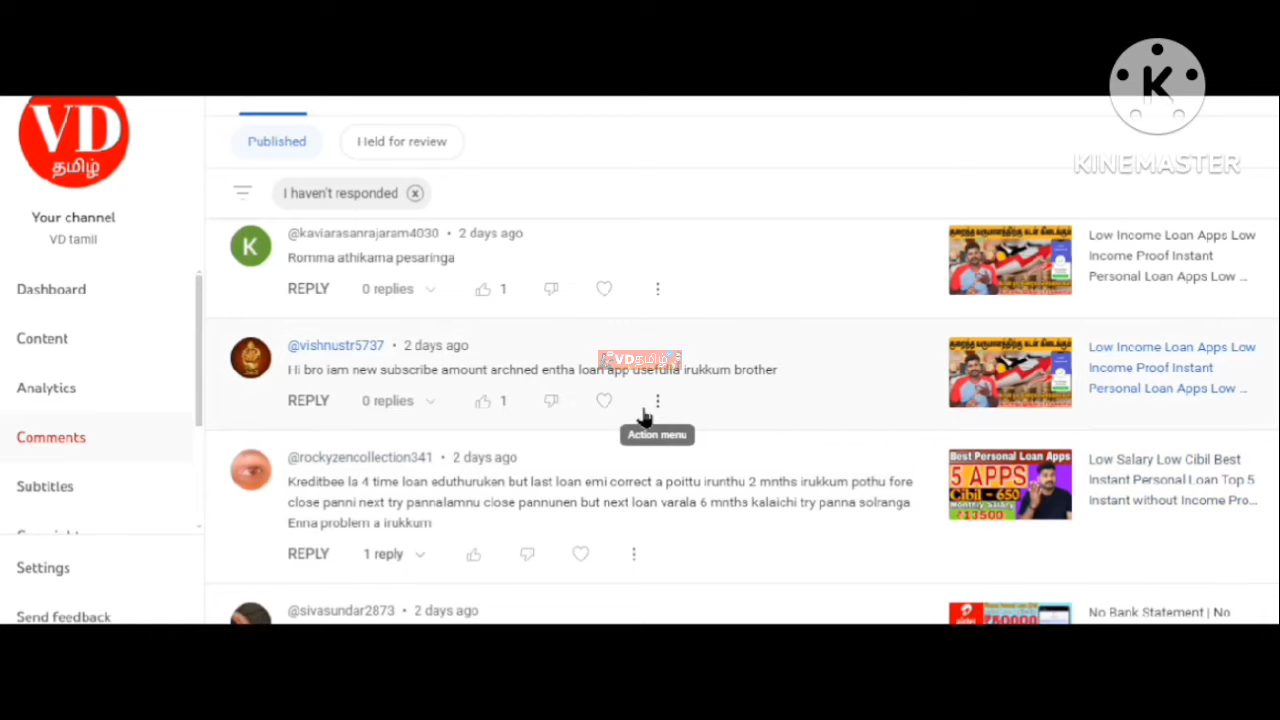 KINEMASTER
VD
தமிழ்
Your channel
VD tamil
Dashboard
Content
Analytics
Comments
Subtitles
Settings
Send feedback
Published
Held for review
I haven't responded
@kaviarasanrajaram4030 • 2 days ago
Romma athikama pesaringa
REPLY 0 replies 1
Low Income Loan Apps Low
Income Proof Instant
Personal Loan Apps Low ...
@vishnustr5737 • 2 days ago
VDதமிழ்
Hi bro iam new subscribe amount archned entha loan app usefulla irukkum brother
REPLY 0 replies 1
Action menu
Low Income Loan Apps Low
Income Proof Instant
Personal Loan Apps Low ...
@rockyzencollection341 • 2 days ago
Kreditbee la 4 time loan eduthuruken but last loan emi correct a poittu irunthu 2 mnths irukkum pothu fore
close panni next try pannalamnu close pannunen but next loan varala 6 mnths kalaichi try panna solranga
Enna problem a irukkum
REPLY 1 reply
Best Personal Loan Apps
5 APPS
Cibil - 650
Monthly Salary
₹13500
Low Salary Low Cibil Best
Instant Personal Loan Top 5
Instant without Income Pro...
@sivasundar2873 • 2 days ago
₹50000
No Bank Statement | No